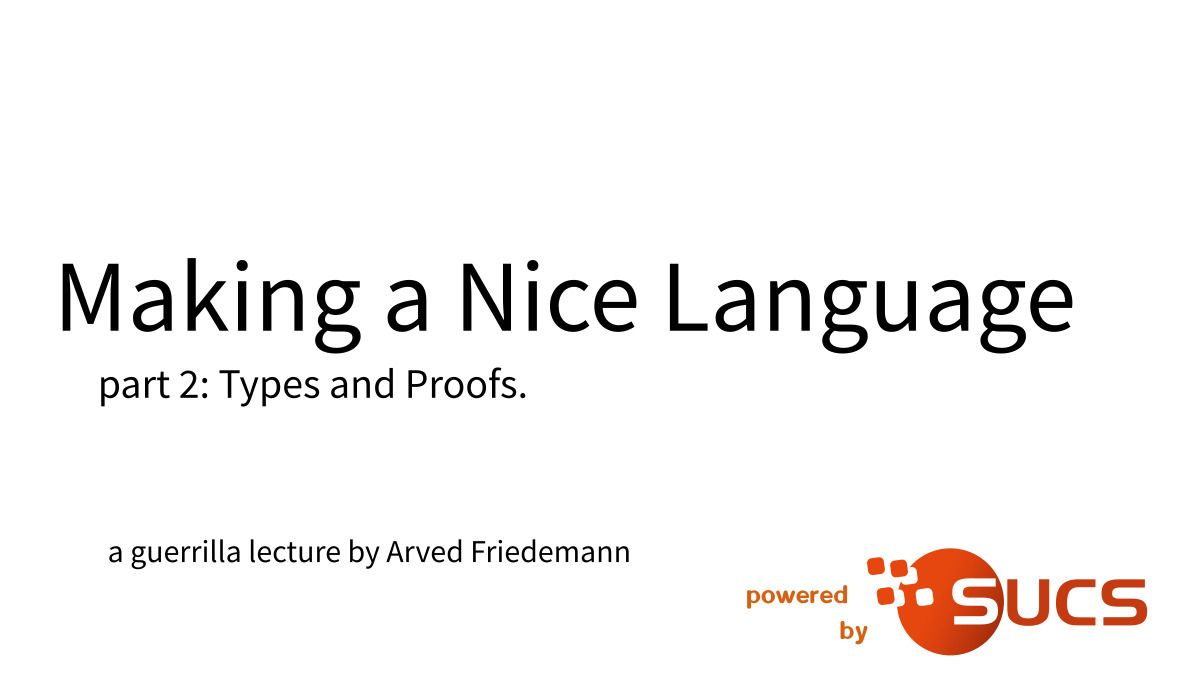 Making a Nice Language
part 2: Types and Proofs.
a guerrilla lecture by Arved Friedemann
powered
by
SUCS